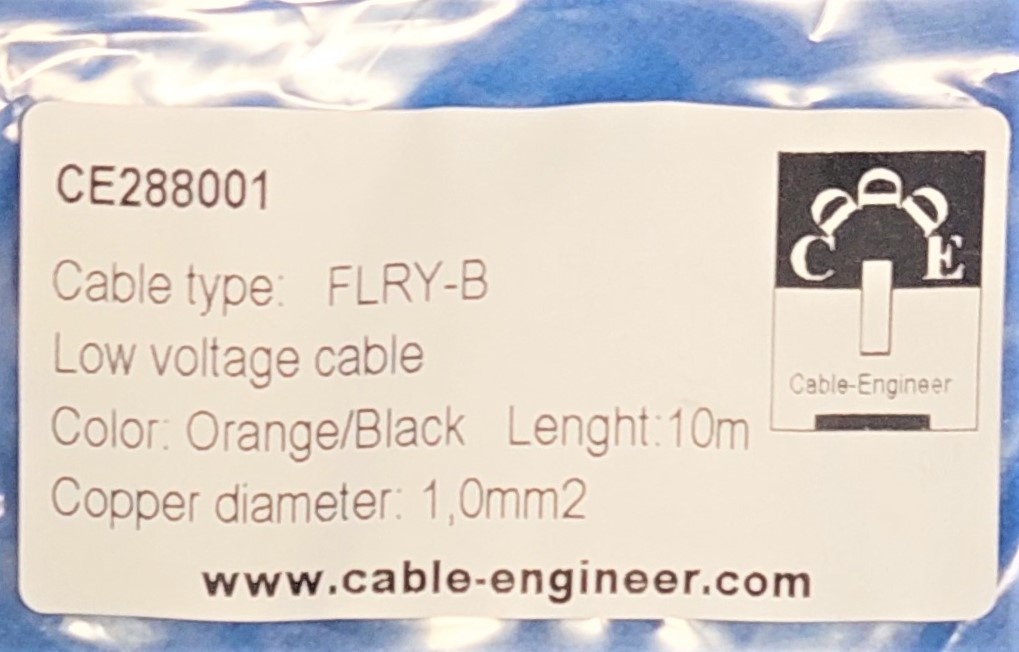 CE288001
Cable type: FLRY-B
Low voltage cable
Color: Orange/Black Lenght:10m
Copper diameter: 1,0mm2
www.cable-engineer.com
C E
Cable-Engineer